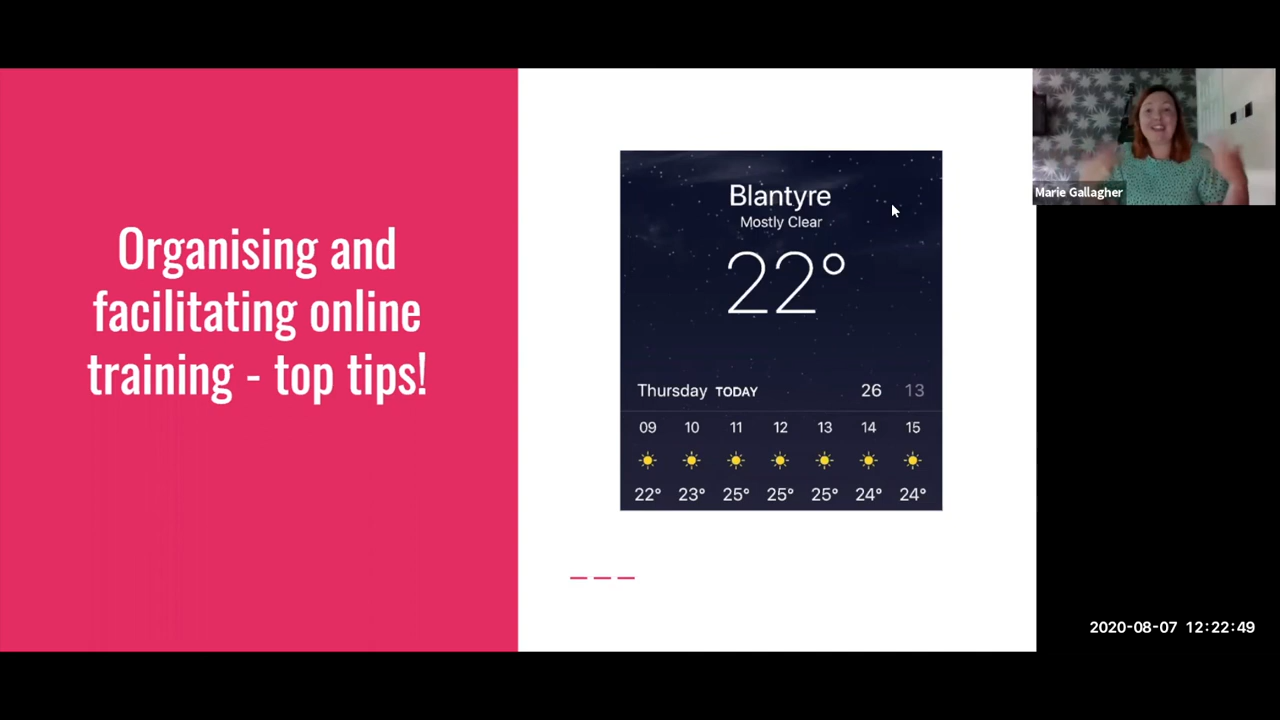 Organising and
facilitating online
training - top tips!
Blantyre
Mostly Clear
22°
Thursday TODAY 26 13
09 10 11 12 13 14 15
22° 23° 25° 25° 25° 24° 24°
Marie Gallagher
2020-08-07 12:22:49